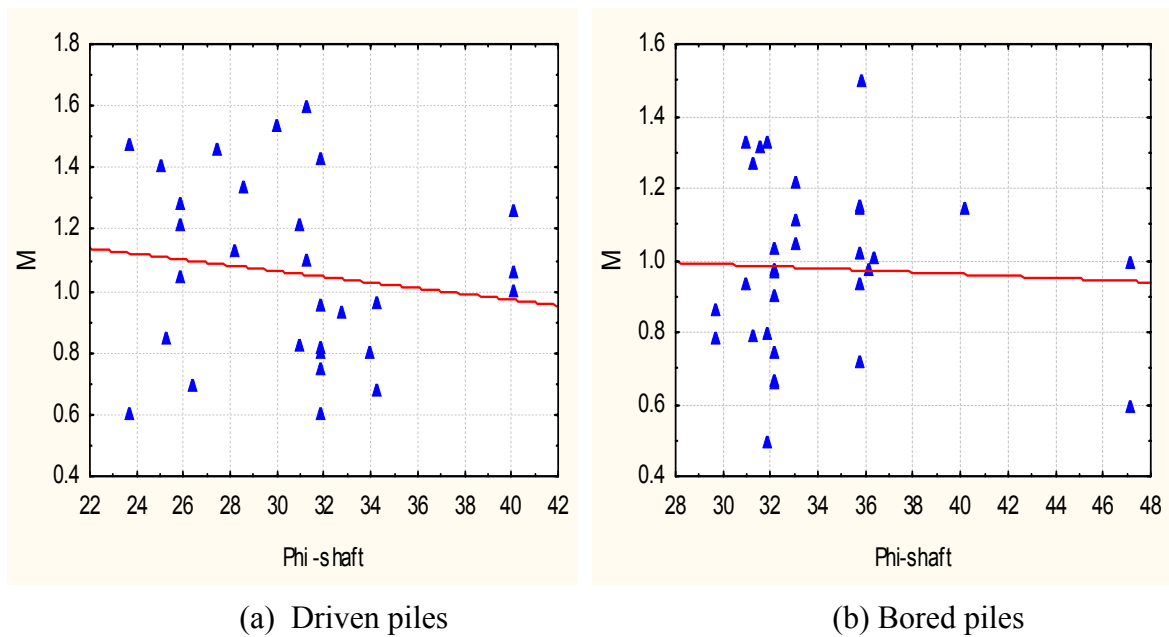 1.8
1.6
1.4
1.2
1.0
0.8
0.6
0.4
M
22 24 26 28 30 32 34 36 38 40 42
Phi -shaft
(a) Driven piles
1.6
1.4
1.2
1.0
0.8
0.6
0.4
M
28 30 32 34 36 38 40 42 44 46 48
Phi-shaft
(b) Bored piles